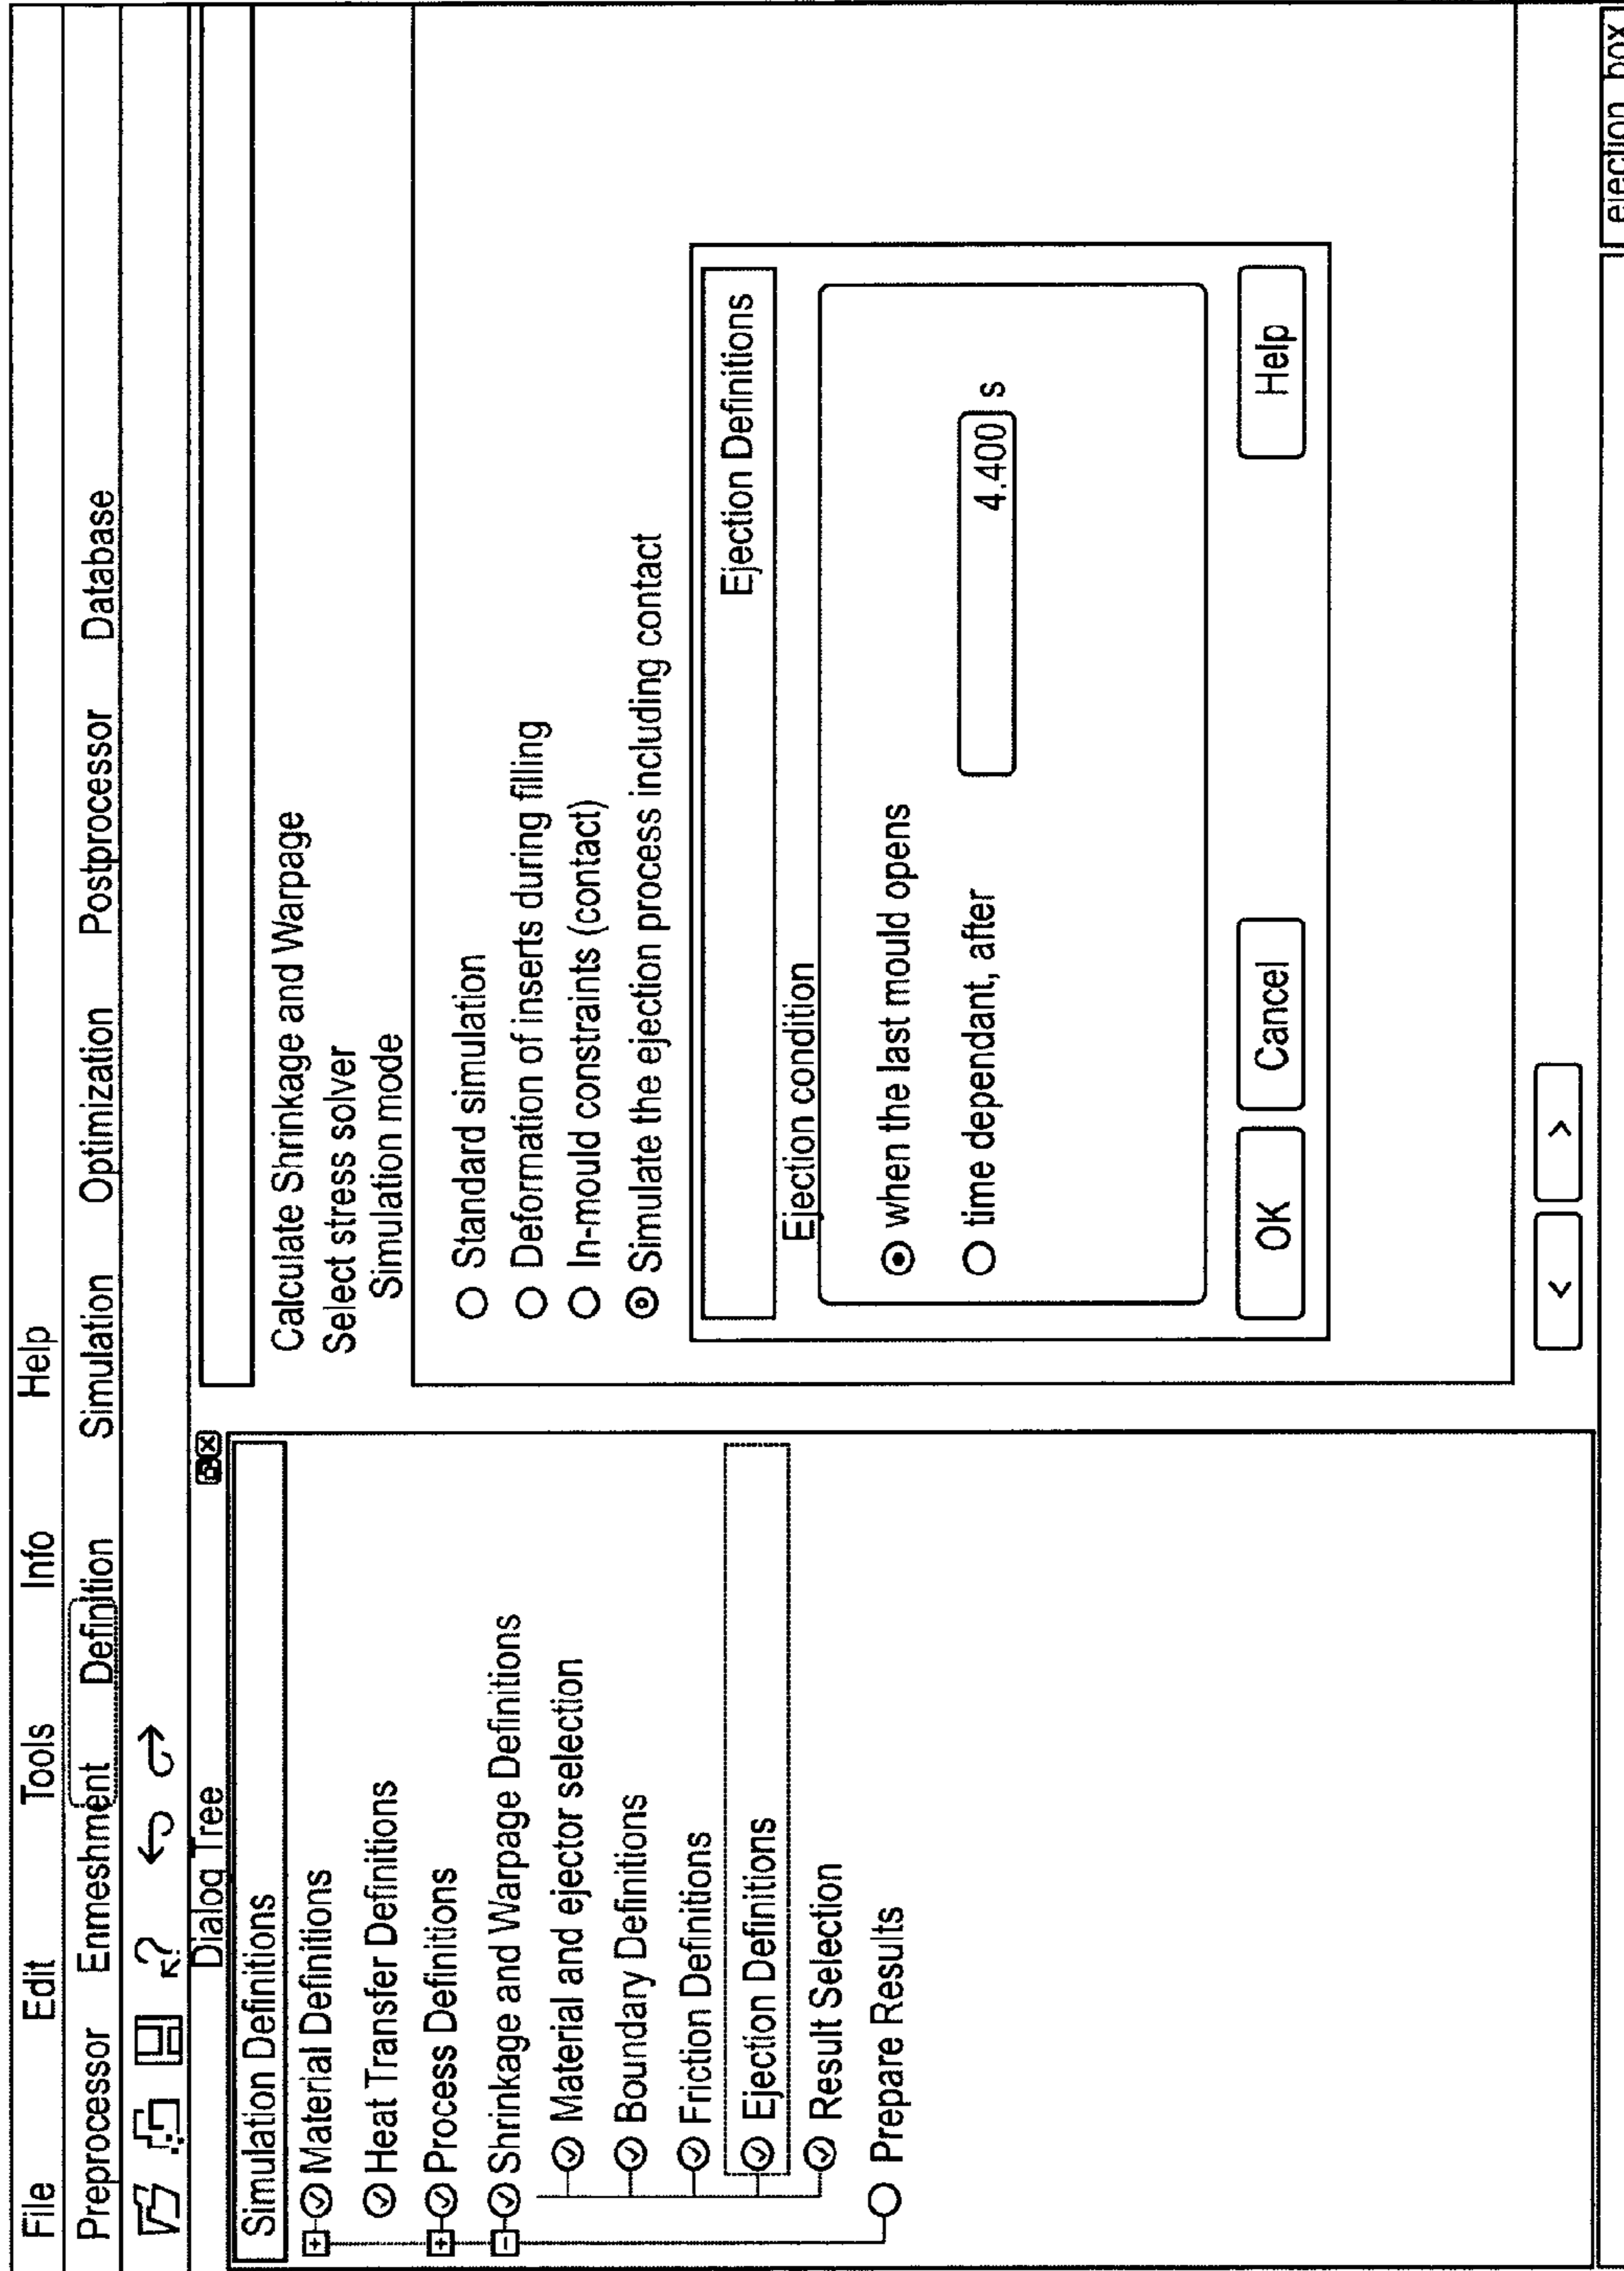 File Edit Tools Info Help
Preprocessor Enmeshment Definition Simulation Optimization Postprocessor Database
Dialog Tree
Simulation Definitions
Material Definitions
Heat Transfer Definitions
Process Definitions
Shrinkage and Warpage Definitions
Material and ejector selection
Boundary Definitions
Friction Definitions
Ejection Definitions
Result Selection
Prepare Results
Calculate Shrinkage and Warpage
Select stress solver
Simulation mode
Standard simulation
Deformation of inserts during filling
In-mould constraints (contact)
Simulate the ejection process including contact
Ejection Definitions
Ejection condition
when the last mould opens
time dependant, after 4.400 s
OK Cancel Help
< >
ejection box